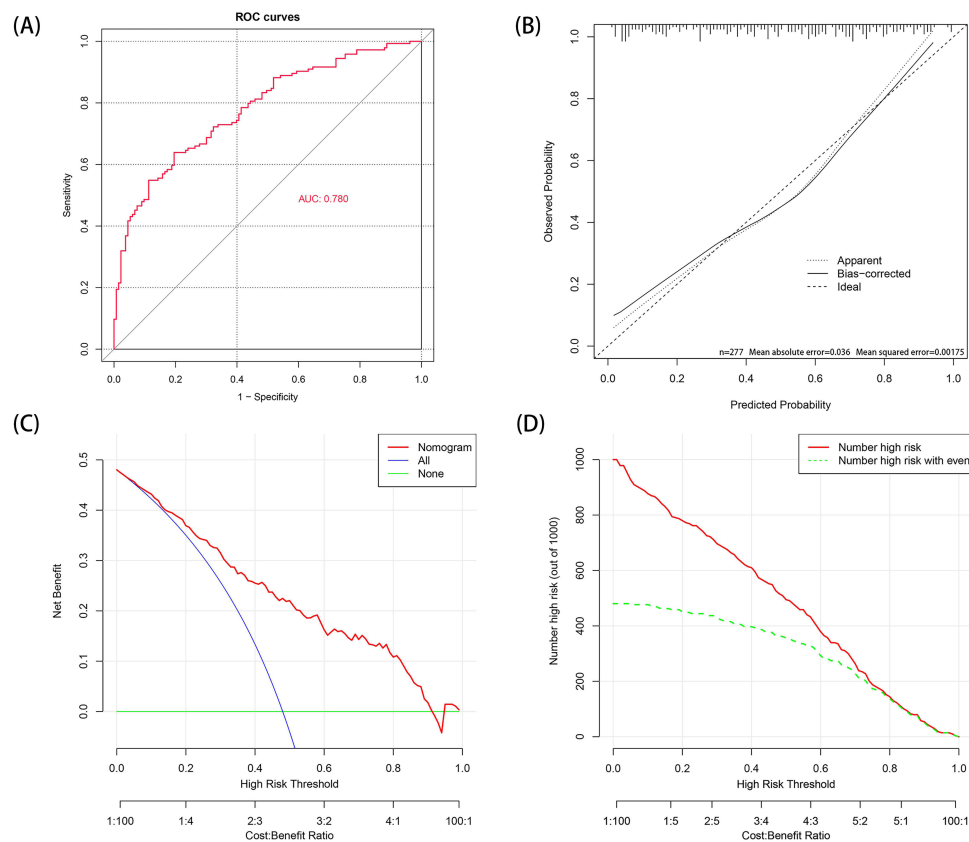 (A)
ROC curves
Sensitivity
0.0 0.2 0.4 0.6 0.8 1.0
AUC: 0.780
0.0 0.2 0.4 0.6 0.8 1.0
1 − Specificity
(B)
Observed Probability
0.0 0.2 0.4 0.6 0.8 1.0
Apparent
Bias−corrected
Ideal
n=277 Mean absolute error=0.036 Mean squared error=0.00175
0.0 0.2 0.4 0.6 0.8 1.0
Predicted Probability
(C)
Nomogram
All
None
Net Benefit
0.0 0.1 0.2 0.3 0.4 0.5
0.0 0.2 0.4 0.6 0.8 1.0
High Risk Threshold
1:100 1:4 2:3 3:2 4:1 100:1
Cost:Benefit Ratio
(D)
Number high risk
Number high risk with even
Number high risk (out of 1000)
0 200 400 600 800 1000
0.0 0.2 0.4 0.6 0.8 1.0
High Risk Threshold
1:100 1:5 2:5 3:4 4:3 5:2 5:1 100:1
Cost:Benefit Ratio